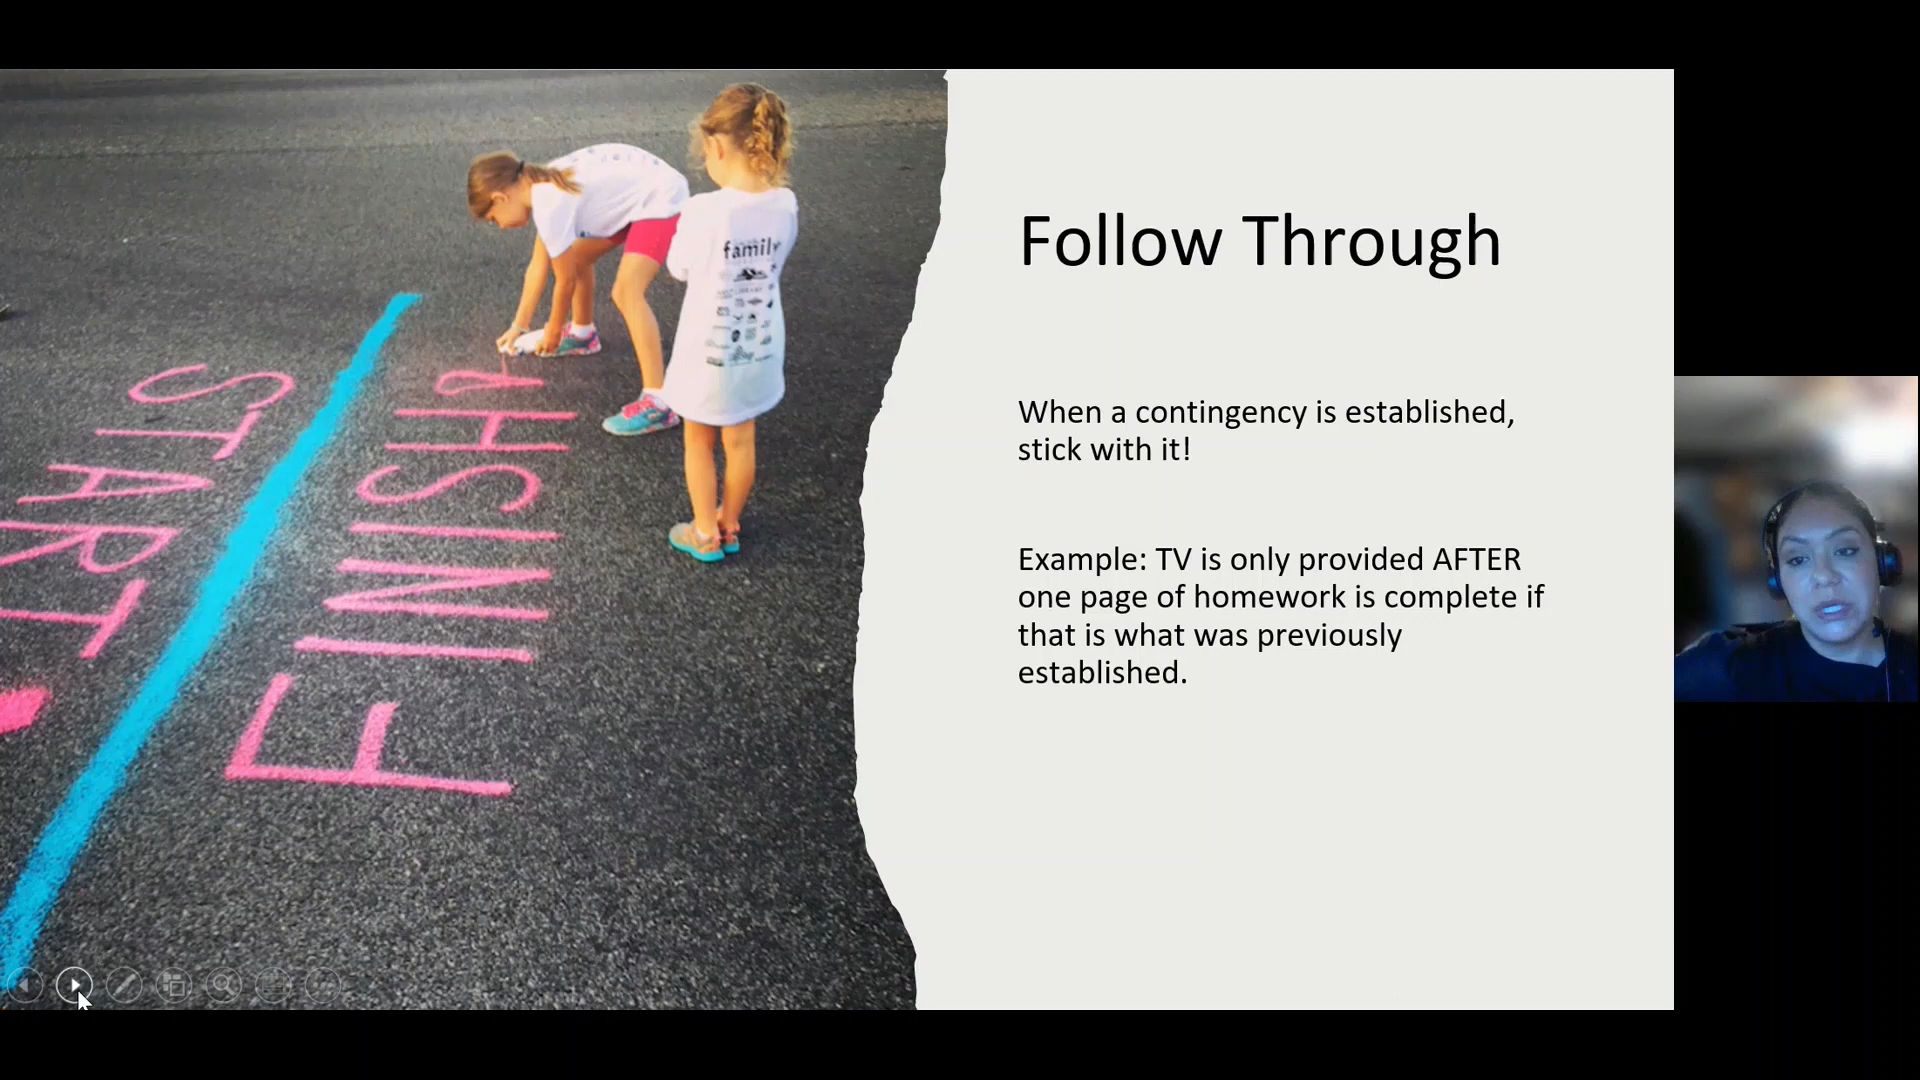 Follow Through
When a contingency is established,
stick with it!
Example: TV is only provided AFTER
one page of homework is complete if
that is what was previously
established.
START
FINISH
family